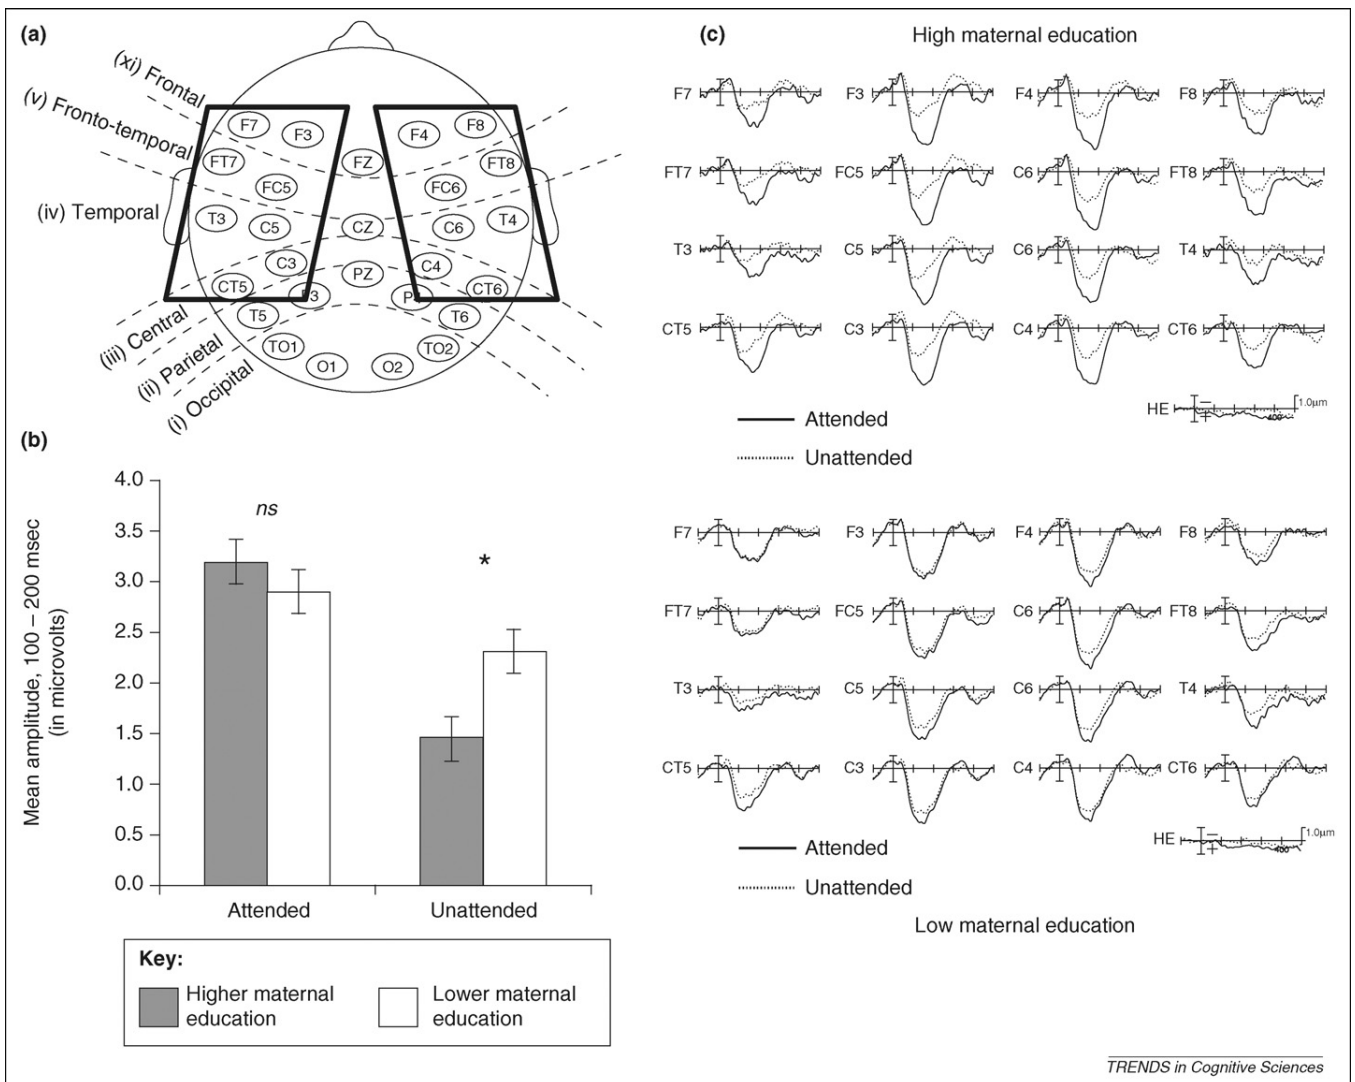 (a)
(xi) Frontal
(v) Fronto-temporal
(iv) Temporal
(iii) Central
(ii) Parietal
(i) Occipital
F7 F3 F4 F8
FT7 FZ FT8
FC5 FC6
T3 C5 CZ C6 T4
C3 PZ C4
CT5 CT6
T5 T6
TO1 TO2
O1 O2
(b)
Mean amplitude, 100 – 200 msec
(in microvolts)
4.0
3.5
3.0
2.5
2.0
1.5
1.0
0.5
0.0
ns
*
Attended Unattended
Key:
Higher maternal
education
Lower maternal
education
(c)
High maternal education
F7 F3 F4 F8
FT7 FC5 C6 FT8
T3 C5 C6 T4
CT5 C3 C4 CT6
HE − + 400 1.0μm
Attended
Unattended
F7 F3 F4 F8
FT7 FC5 C6 FT8
T3 C5 C6 T4
CT5 C3 C4 CT6
HE − + 400 1.0μm
Attended
Unattended
Low maternal education
TRENDS in Cognitive Sciences